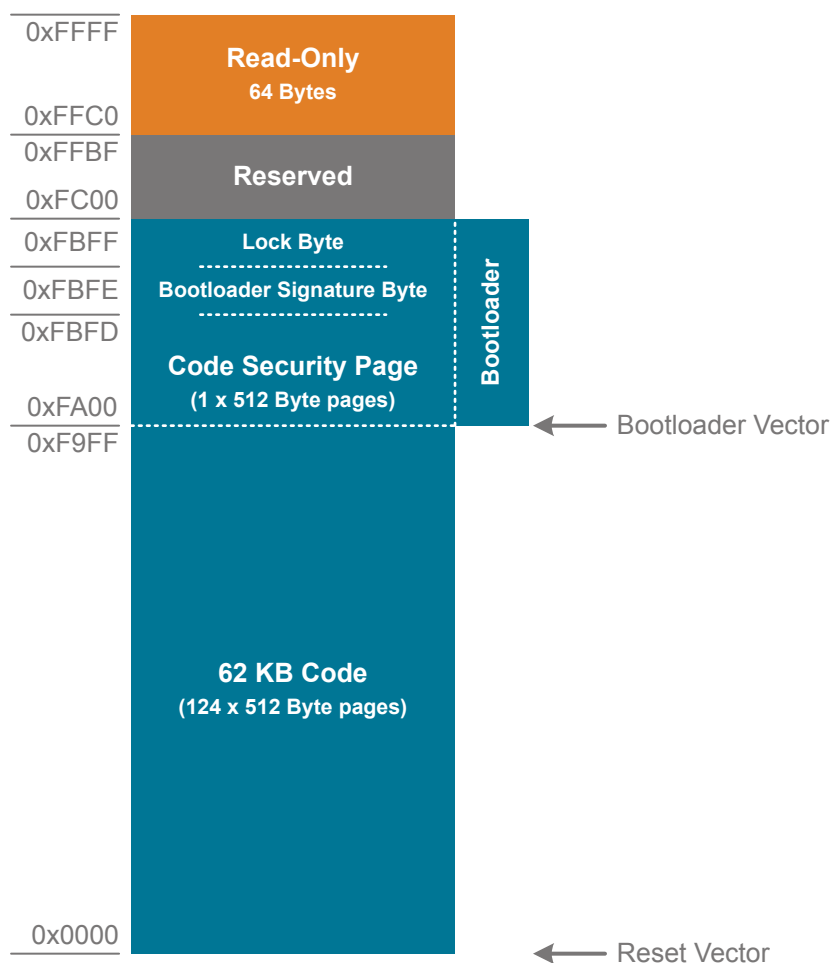 0xFFFF
Read-Only
64 Bytes
0xFFC0
0xFFBF
Reserved
0xFC00
0xFBFF
Lock Byte
0xFBFE
Bootloader Signature Byte
0xFBFD
Code Security Page
(1 x 512 Byte pages)
Bootloader
0xFA00
Bootloader Vector
0xF9FF
62 KB Code
(124 x 512 Byte pages)
0x0000
Reset Vector